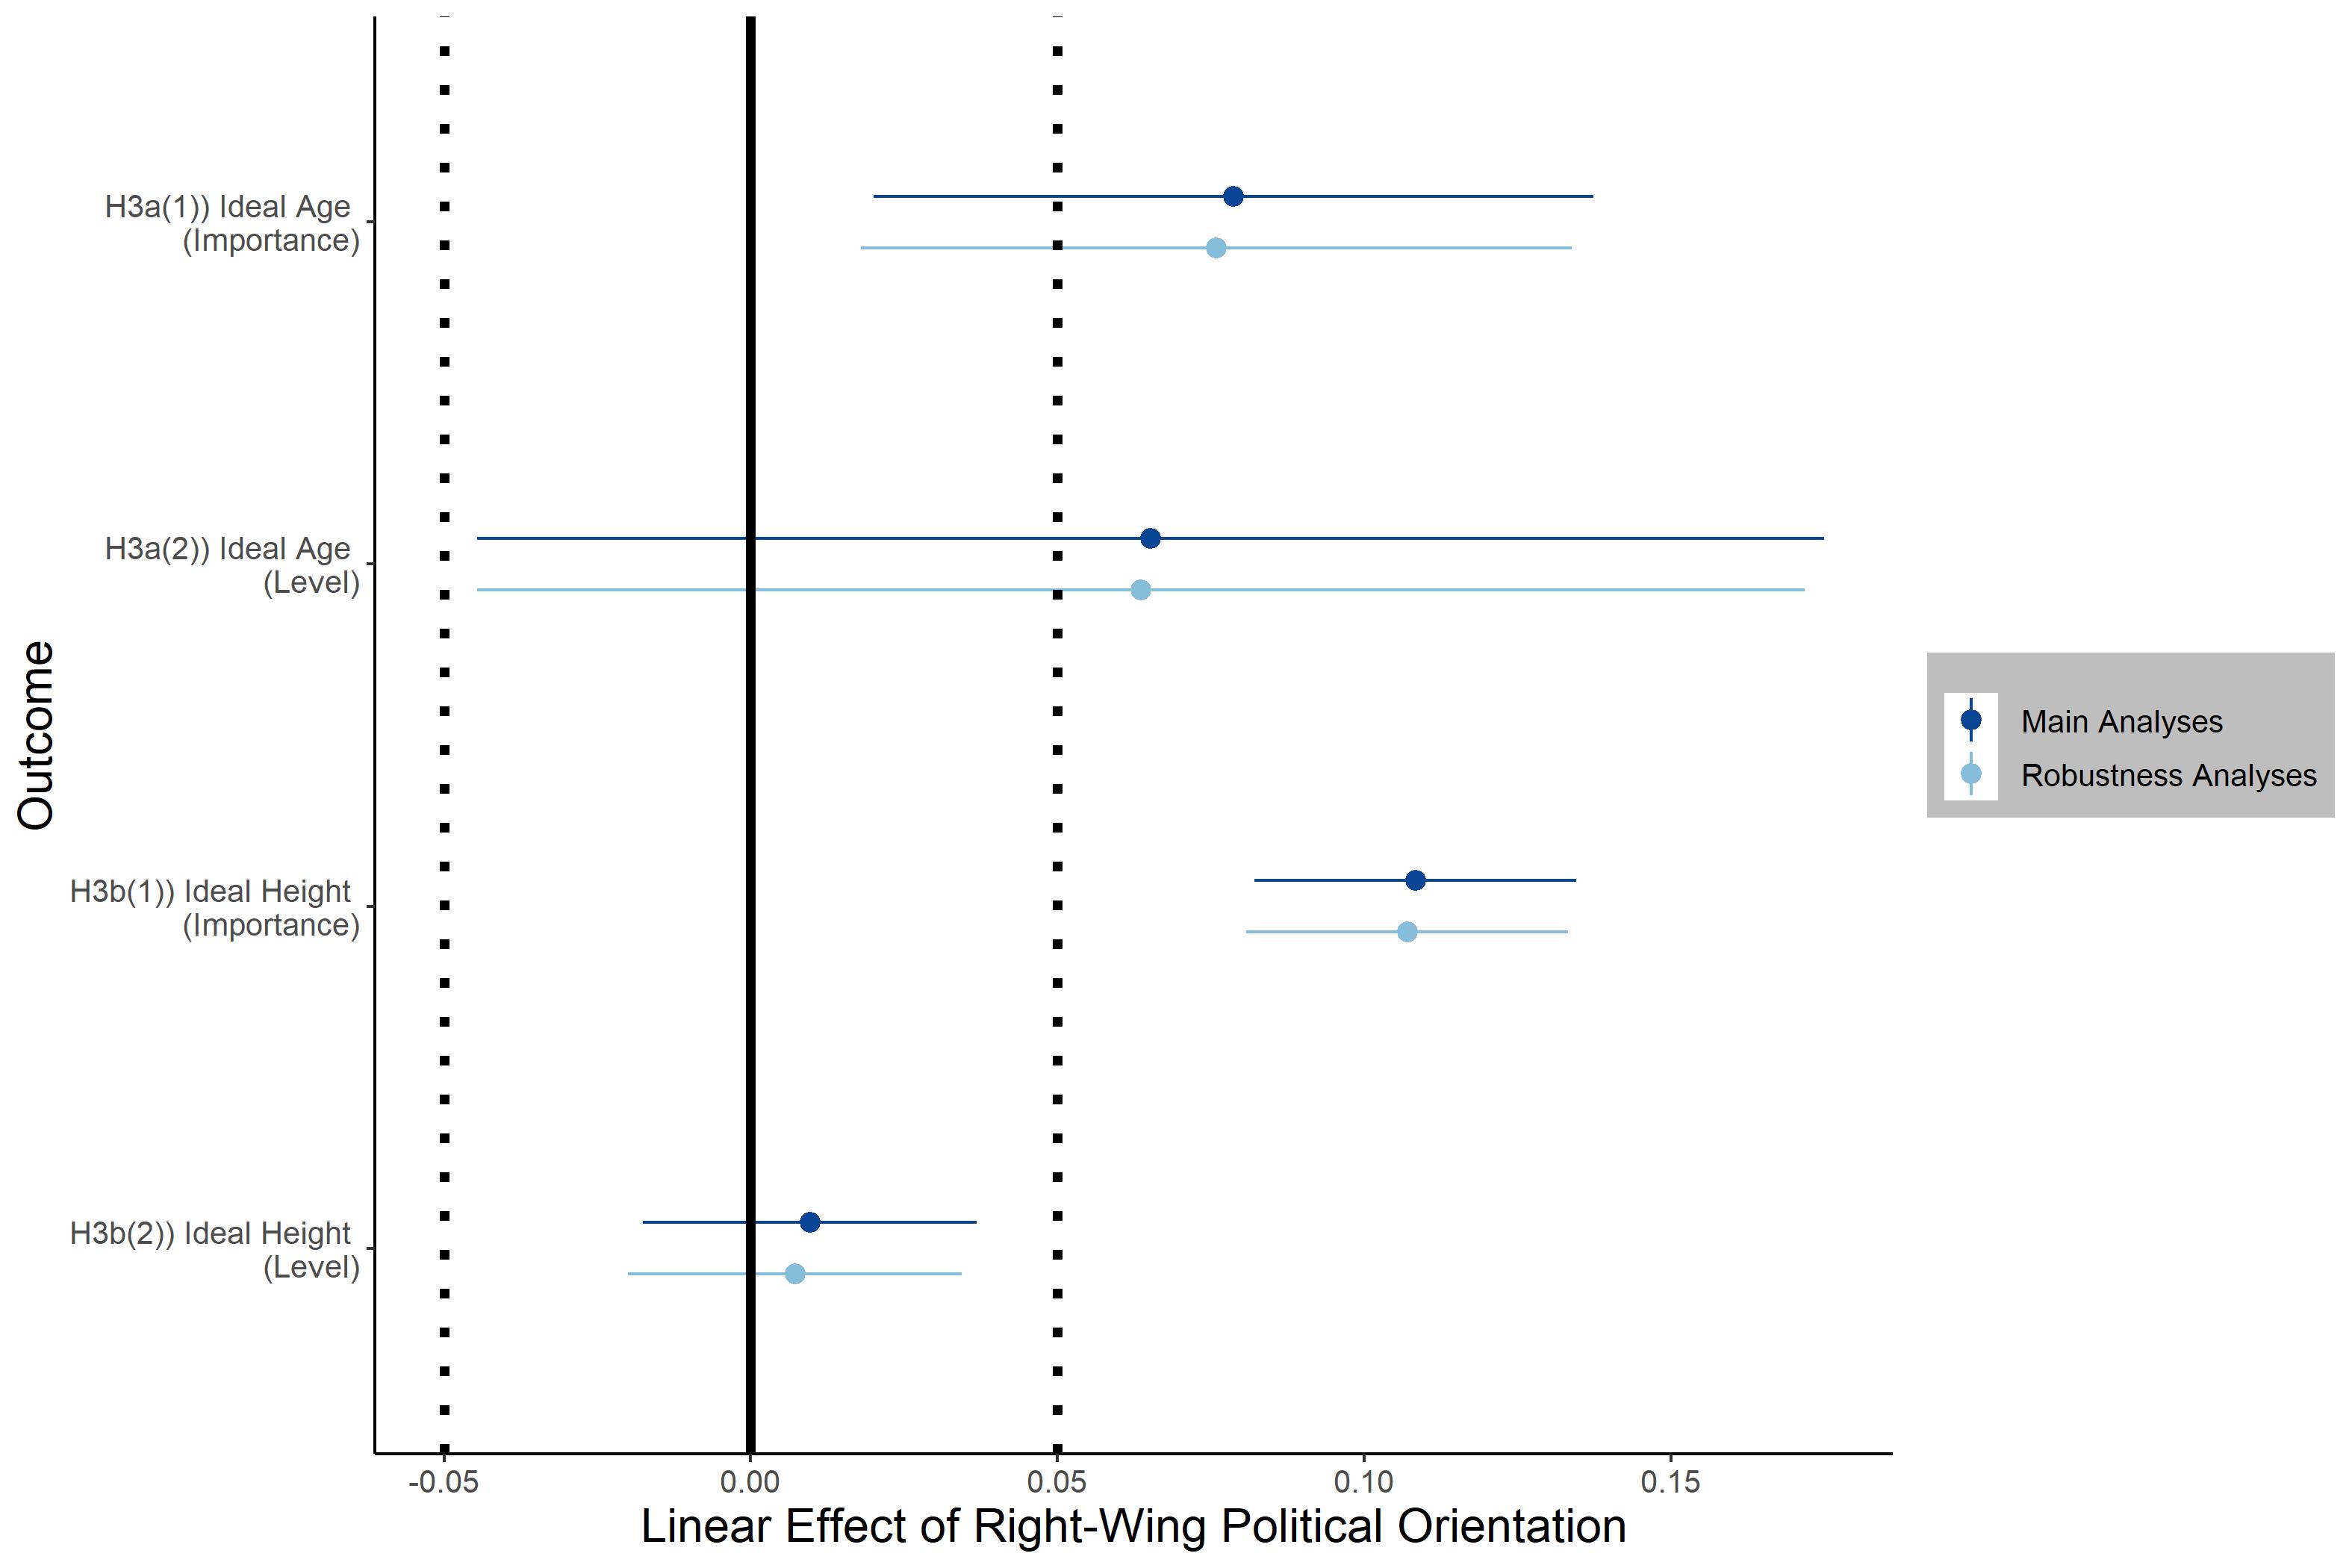 Outcome
H3a(1)) Ideal Age
(Importance)
H3a(2)) Ideal Age
(Level)
H3b(1)) Ideal Height
(Importance)
H3b(2)) Ideal Height
(Level)
-0.05
0.00
0.05
0.10
0.15
Linear Effect of Right-Wing Political Orientation
Main Analyses
Robustness Analyses